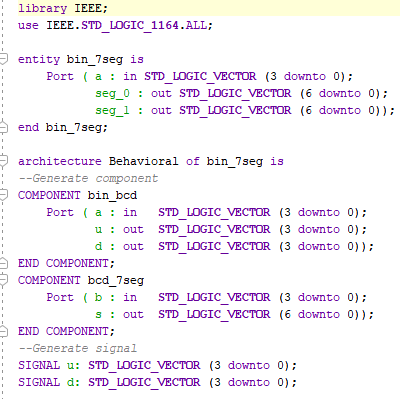 library IEEE;
use IEEE.STD_LOGIC_1164.ALL;
entity bin_7seg is
Port ( a : in STD_LOGIC_VECTOR (3 downto 0);
seg_0 : out STD_LOGIC_VECTOR (6 downto 0);
seg_1 : out STD_LOGIC_VECTOR (6 downto 0));
end bin_7seg;
architecture Behavioral of bin_7seg is
--Generate component
COMPONENT bin_bcd
Port ( a : in   STD_LOGIC_VECTOR (3 downto 0);
u : out  STD_LOGIC_VECTOR (3 downto 0);
d : out  STD_LOGIC_VECTOR (3 downto 0));
END COMPONENT;
COMPONENT bcd_7seg
Port ( b : in   STD_LOGIC_VECTOR (3 downto 0);
s : out  STD_LOGIC_VECTOR (6 downto 0));
END COMPONENT;
--Generate signal
SIGNAL u: STD_LOGIC_VECTOR (3 downto 0);
SIGNAL d: STD_LOGIC_VECTOR (3 downto 0);